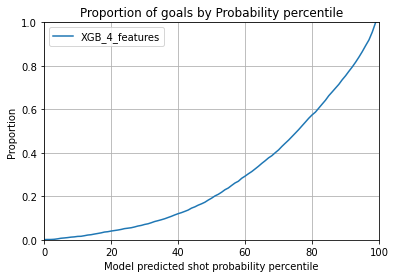 Proportion of goals by Probability percentile
XGB_4_features
1.0
0.8
0.6
0.4
0.2
0.0
Proportion
0 20 40 60 80 100
Model predicted shot probability percentile